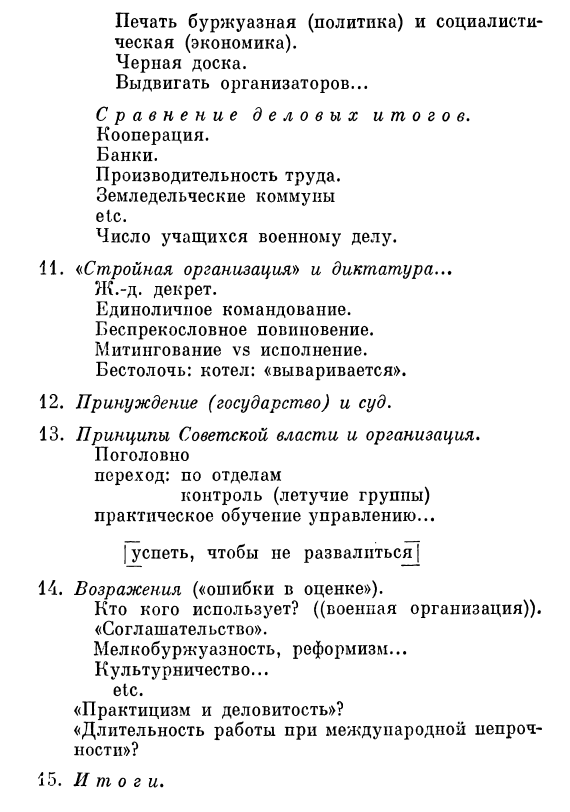 Печать буржуазная (политика) и социалисти-
ческая (экономика).
Черная доска.
Выдвигать организаторов...
Сравнение деловых итогов.
Кооперация.
Банки.
Производительность труда.
Земледельческие коммуны
etc.
Число учащихся военному делу.
11. «Стройная организация» и диктатура...
Ж.-д. декрет.
Единоличное командование.
Беспрекословное повиновение.
Митингование vs исполнение.
Бестолочь: котел: «вываривается».
12. Принуждение (государство) и суд.
13. Принципы Советской власти и организация.
Поголовно
переход: по отделам
контроль (летучие группы)
практическое обучение управлению...
успеть, чтобы не развалиться
14. Возражения («ошибки в оценке»).
Кто кого использует? ((военная организация)).
«Соглашательство».
Мелкобуржуазность, реформизм...
Культурничество...
etc.
«Практицизм и деловитость»?
«Длительность работы при международной непроч-
ности»?
15. Итоги.